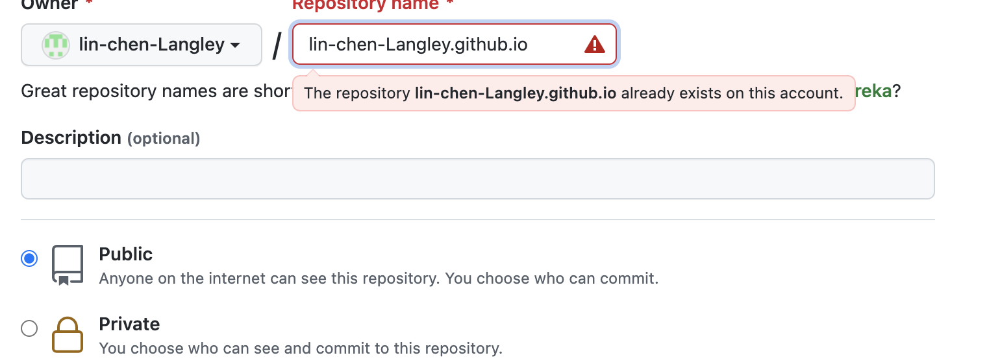 Owner * Repository name *
lin-chen-Langley / lin-chen-Langley.github.io
Great repository names are shor reka?
The repository lin-chen-Langley.github.io already exists on this account.
Description (optional)
Public
Anyone on the internet can see this repository. You choose who can commit.
Private
You choose who can see and commit to this repository.